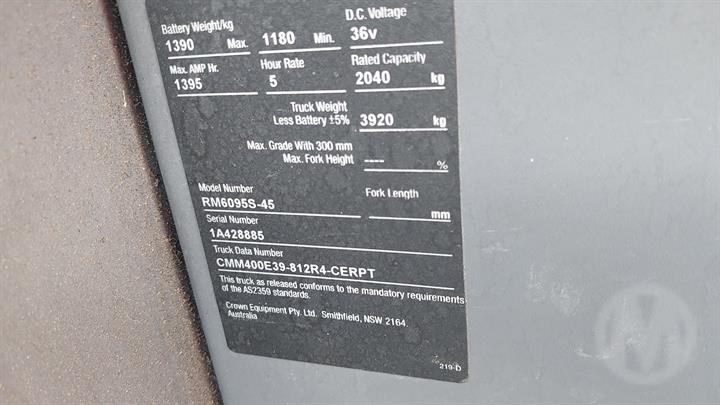 Battery Weight/kg D.C. Voltage
1390 Max. 1180 Min. 36v
Max. AMP Hr. Hour Rate Rated Capacity
1395 5 2040 kg
Truck Weight
Less Battery ±5% 3920 kg
Max. Grade With 300 mm
Max. Fork Height ---- %
Model Number Fork Length
RM6095S-45 mm
Serial Number
1A428885
Truck Data Number
CMM400E39-812R4-CERPT
This truck as released conforms to the mandatory requirements
of the AS2359 standards.
Crown Equipment Pty. Ltd. Smithfield, NSW 2164.
Australia
219-D
M